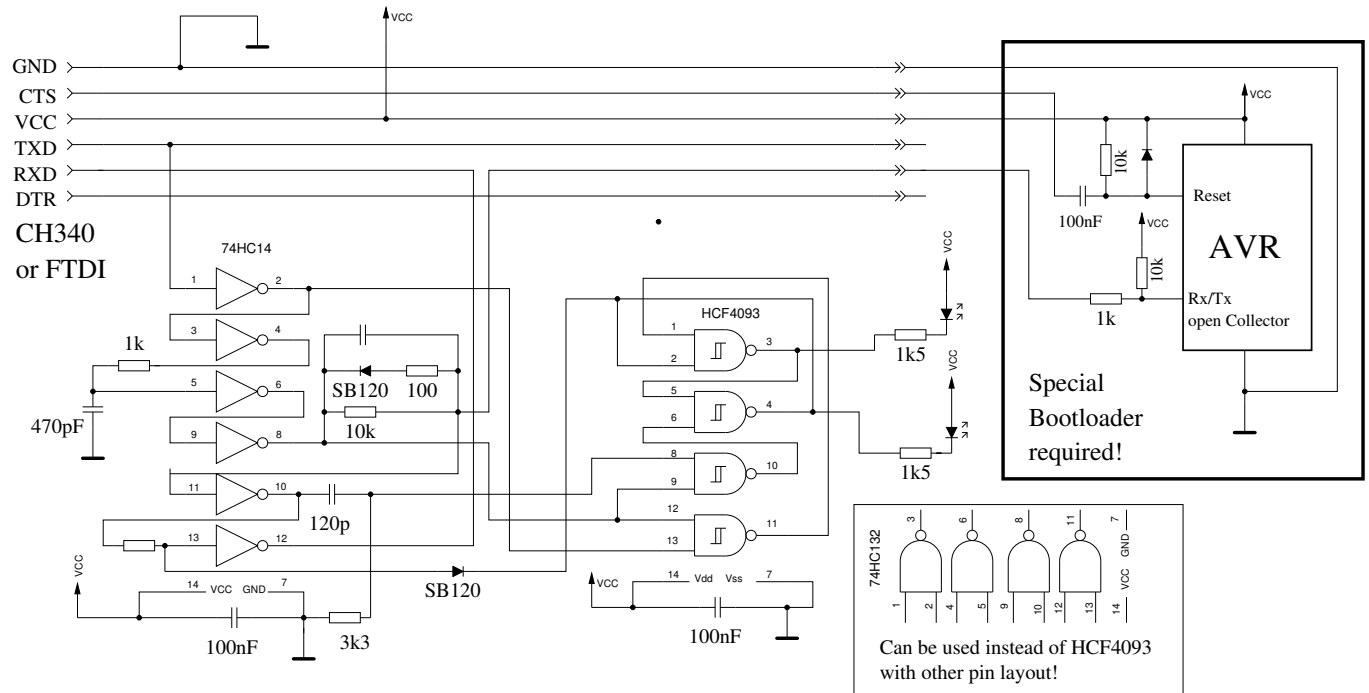 VCC
GND
CTS
VCC
TXD
RXD
DTR
CH340
or FTDI
VCC
10k
100nF
VCC
10k
Reset
AVR
Rx/Tx
open Collector
1k
Special
Bootloader
required!
74HC14
1 2
3 4
1k
5 6
470pF
9 8
11 10
13 12
SB120 100
10k
120p
SB120
VCC
14 VCC GND 7
100nF
3k3
HCF4093
1
2
3
5
6
4
8
9
10
12
13
11
VCC
1k5
VCC
1k5
VCC
14 Vdd Vss 7
100nF
74HC132
3 6 8 11 7
GND
VCC
1 2 4 5 9 10 12 13 14
Can be used instead of HCF4093
with other pin layout!